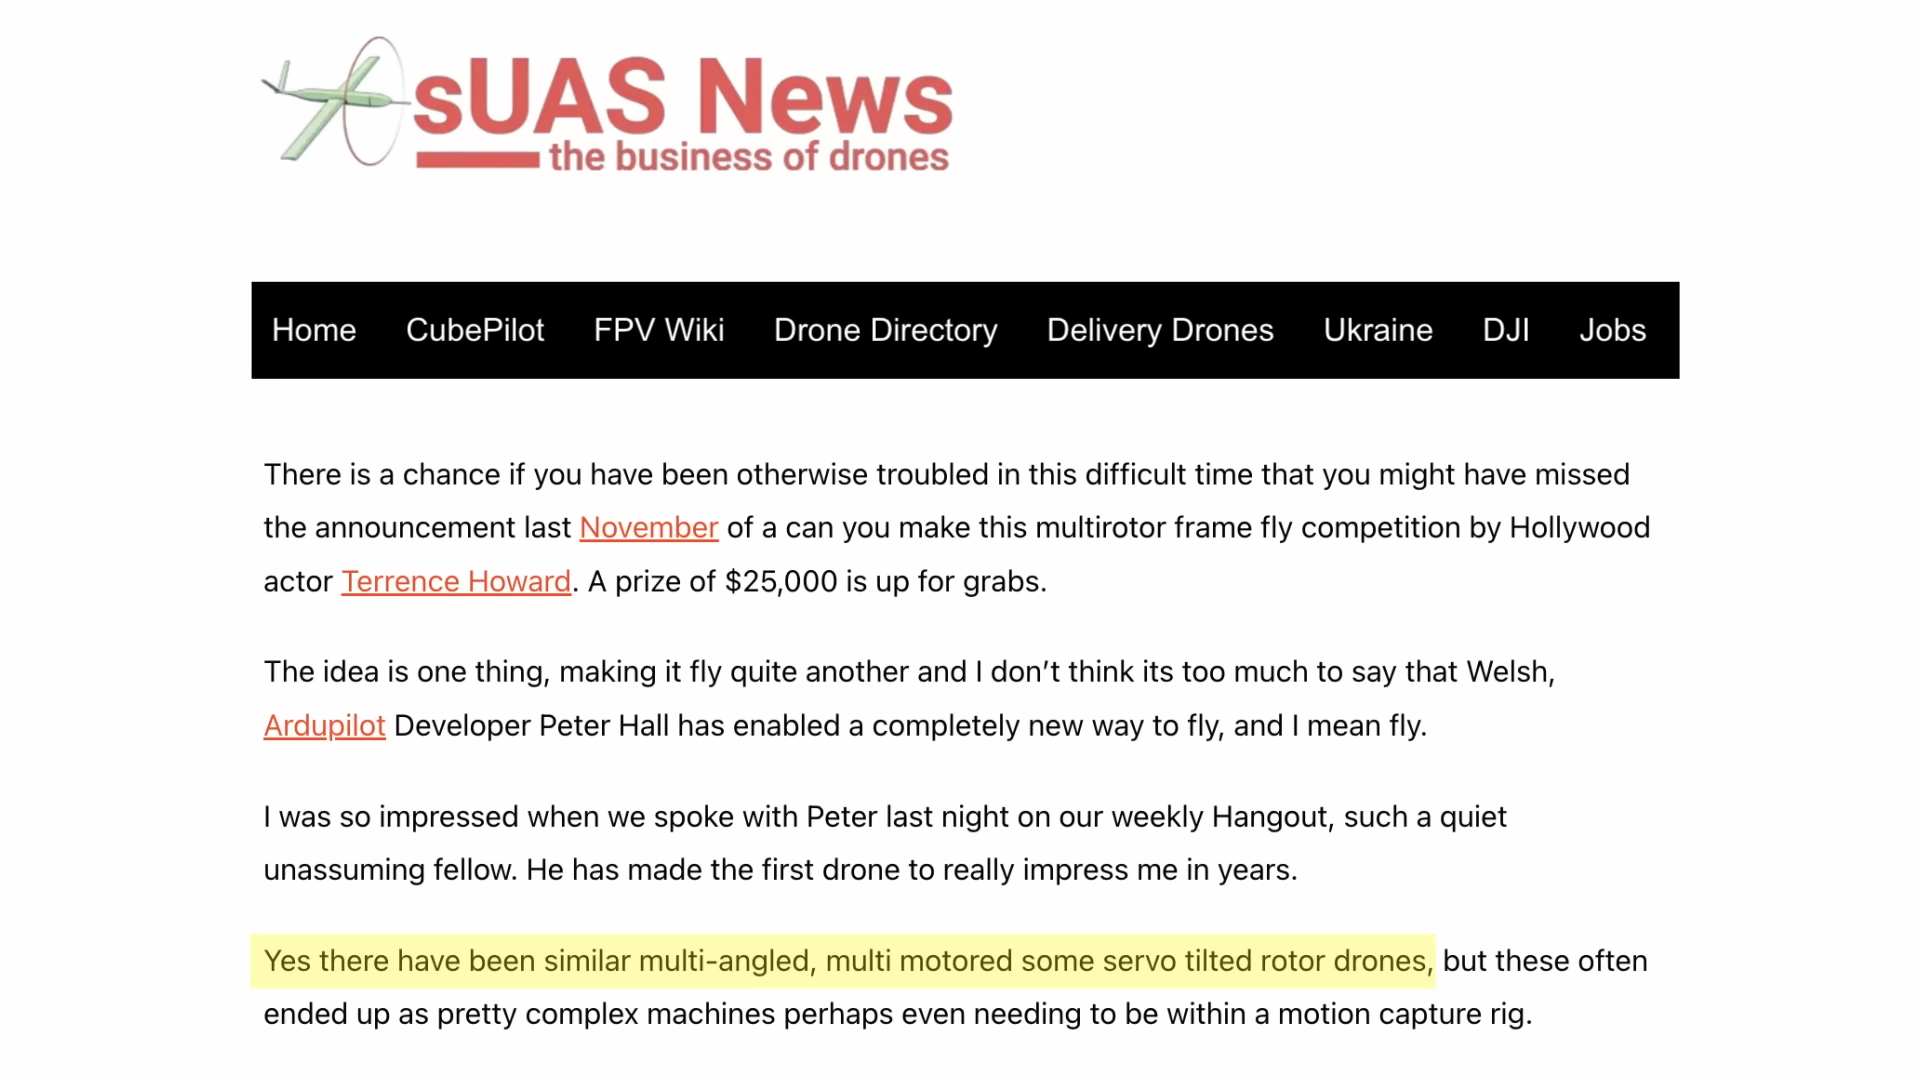 sUAS News
the business of drones
Home CubePilot FPV Wiki Drone Directory Delivery Drones Ukraine DJI Jobs
There is a chance if you have been otherwise troubled in this difficult time that you might have missed
the announcement last November of a can you make this multirotor frame fly competition by Hollywood
actor Terrence Howard. A prize of $25,000 is up for grabs.
The idea is one thing, making it fly quite another and I don’t think its too much to say that Welsh,
Ardupilot Developer Peter Hall has enabled a completely new way to fly, and I mean fly.
I was so impressed when we spoke with Peter last night on our weekly Hangout, such a quiet
unassuming fellow. He has made the first drone to really impress me in years.
Yes there have been similar multi-angled, multi motored some servo tilted rotor drones, but these often
ended up as pretty complex machines perhaps even needing to be within a motion capture rig.